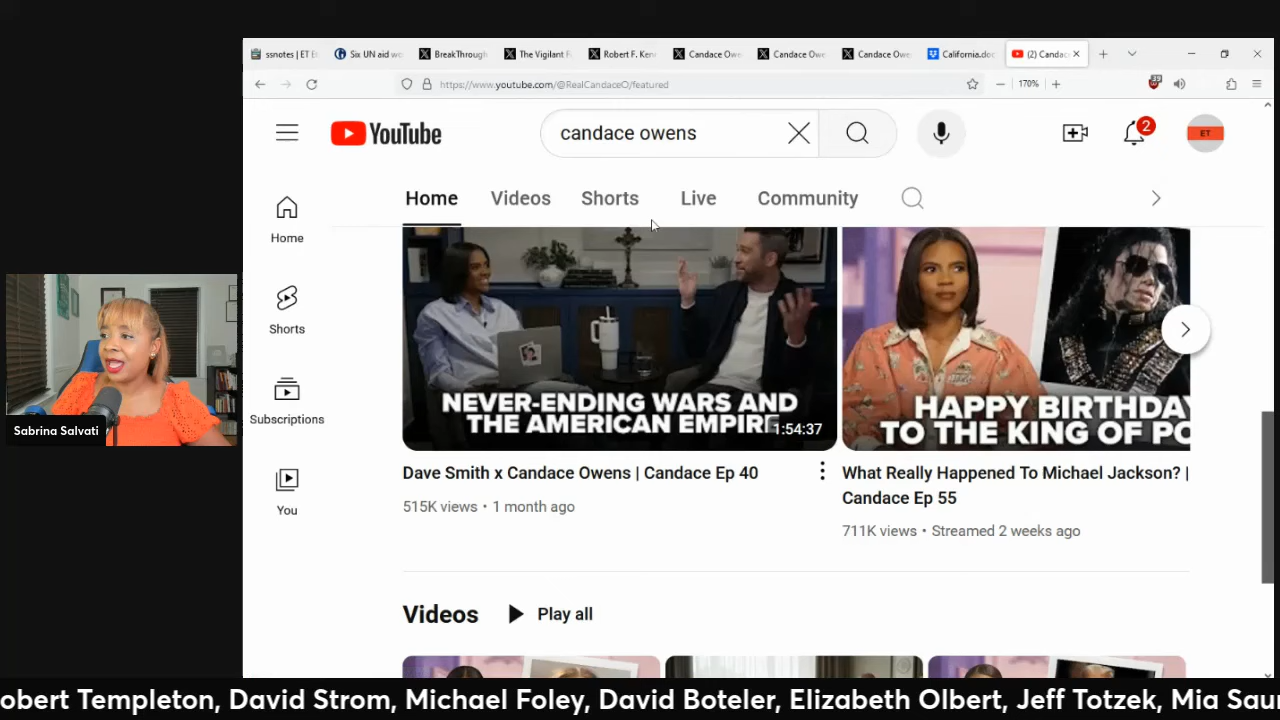 ssnotes | ET E
Six UN aid wo
BreakThrough
The Vigilant F
Robert F. Ken
Candace Owe
Candace Owe
Candace Owe
California.doc
(2) Candac
https://www.youtube.com/@RealCandaceO/featured
170%
YouTube
candace owens
2
ET
Home
Videos
Shorts
Live
Community
Home
Shorts
Subscriptions
You
NEVER-ENDING WARS AND
THE AMERICAN EMPIR
1:54:37
HAPPY BIRTHDAY
TO THE KING OF PO
Dave Smith x Candace Owens | Candace Ep 40
515K views • 1 month ago
What Really Happened To Michael Jackson? |
Candace Ep 55
711K views • Streamed 2 weeks ago
Videos
Play all
Sabrina Salvati
obert Templeton, David Strom, Michael Foley, David Boteler, Elizabeth Olbert, Jeff Totzek, Mia Sau